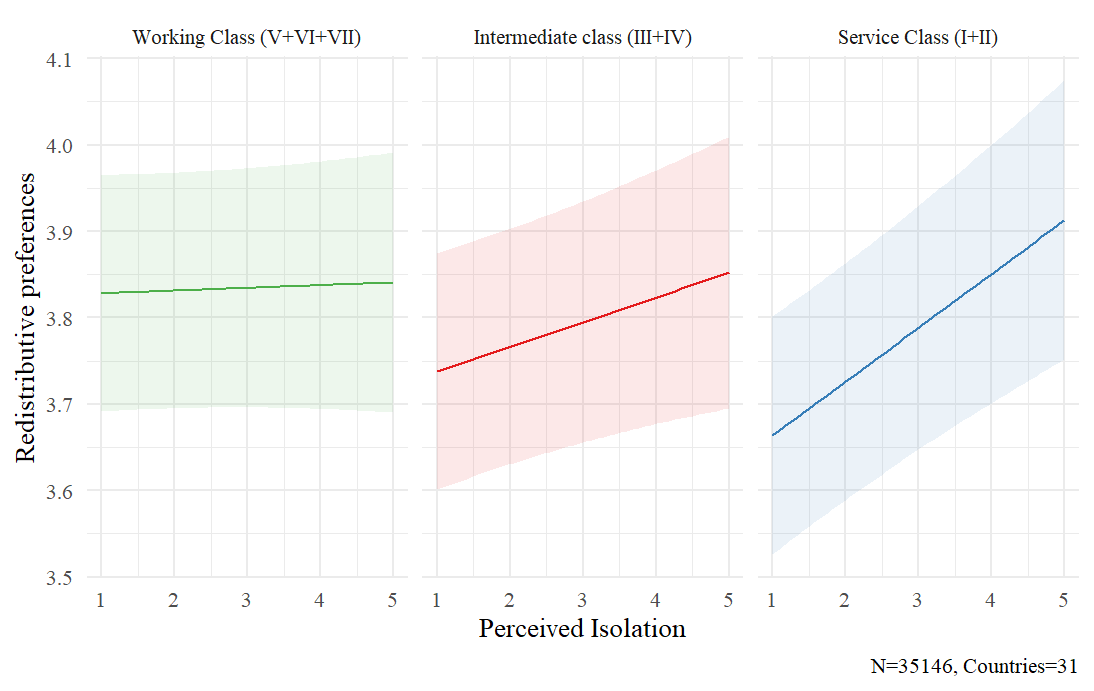 Working Class (V+VI+VII) Intermediate class (III+IV) Service Class (I+II)
4.1
4.0
3.9
3.8
3.7
3.6
3.5
Redistributive preferences
1 2 3 4 5 1 2 3 4 5 1 2 3 4 5
Perceived Isolation
N=35146, Countries=31